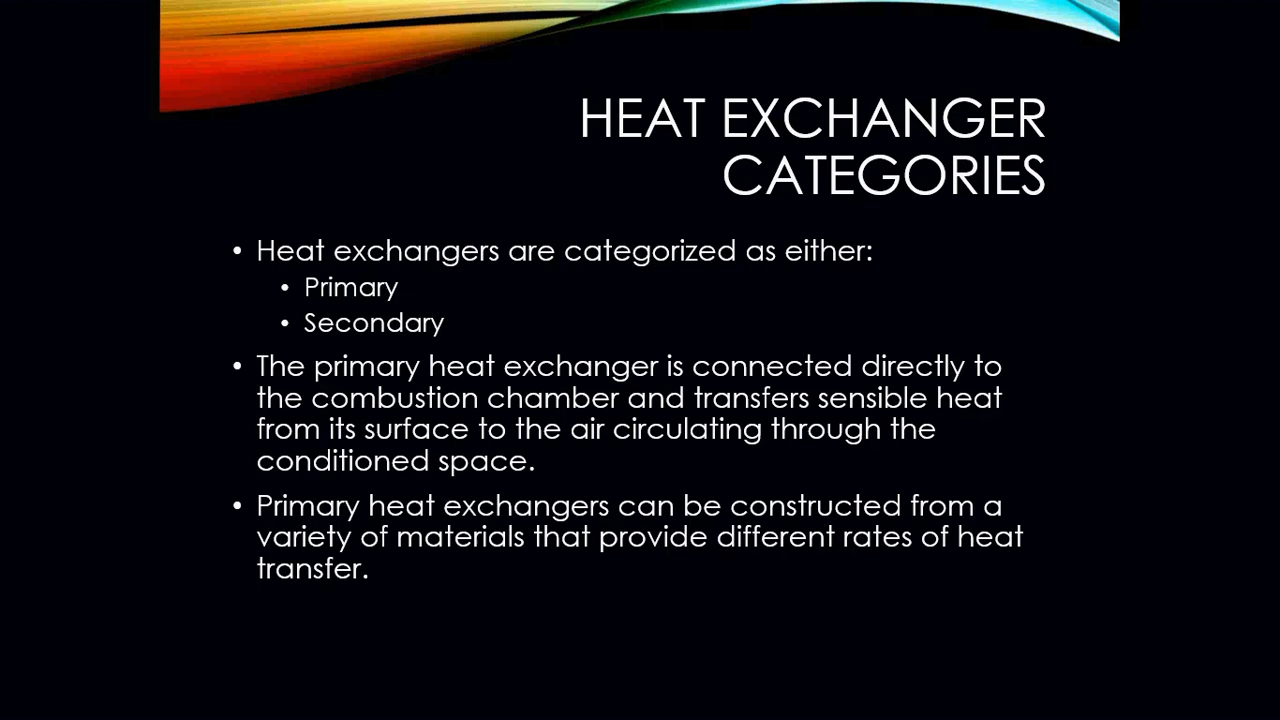 HEAT EXCHANGER
CATEGORIES
• Heat exchangers are categorized as either:
• Primary
• Secondary
• The primary heat exchanger is connected directly to
the combustion chamber and transfers sensible heat
from its surface to the air circulating through the
conditioned space.
• Primary heat exchangers can be constructed from a
variety of materials that provide different rates of heat
transfer.